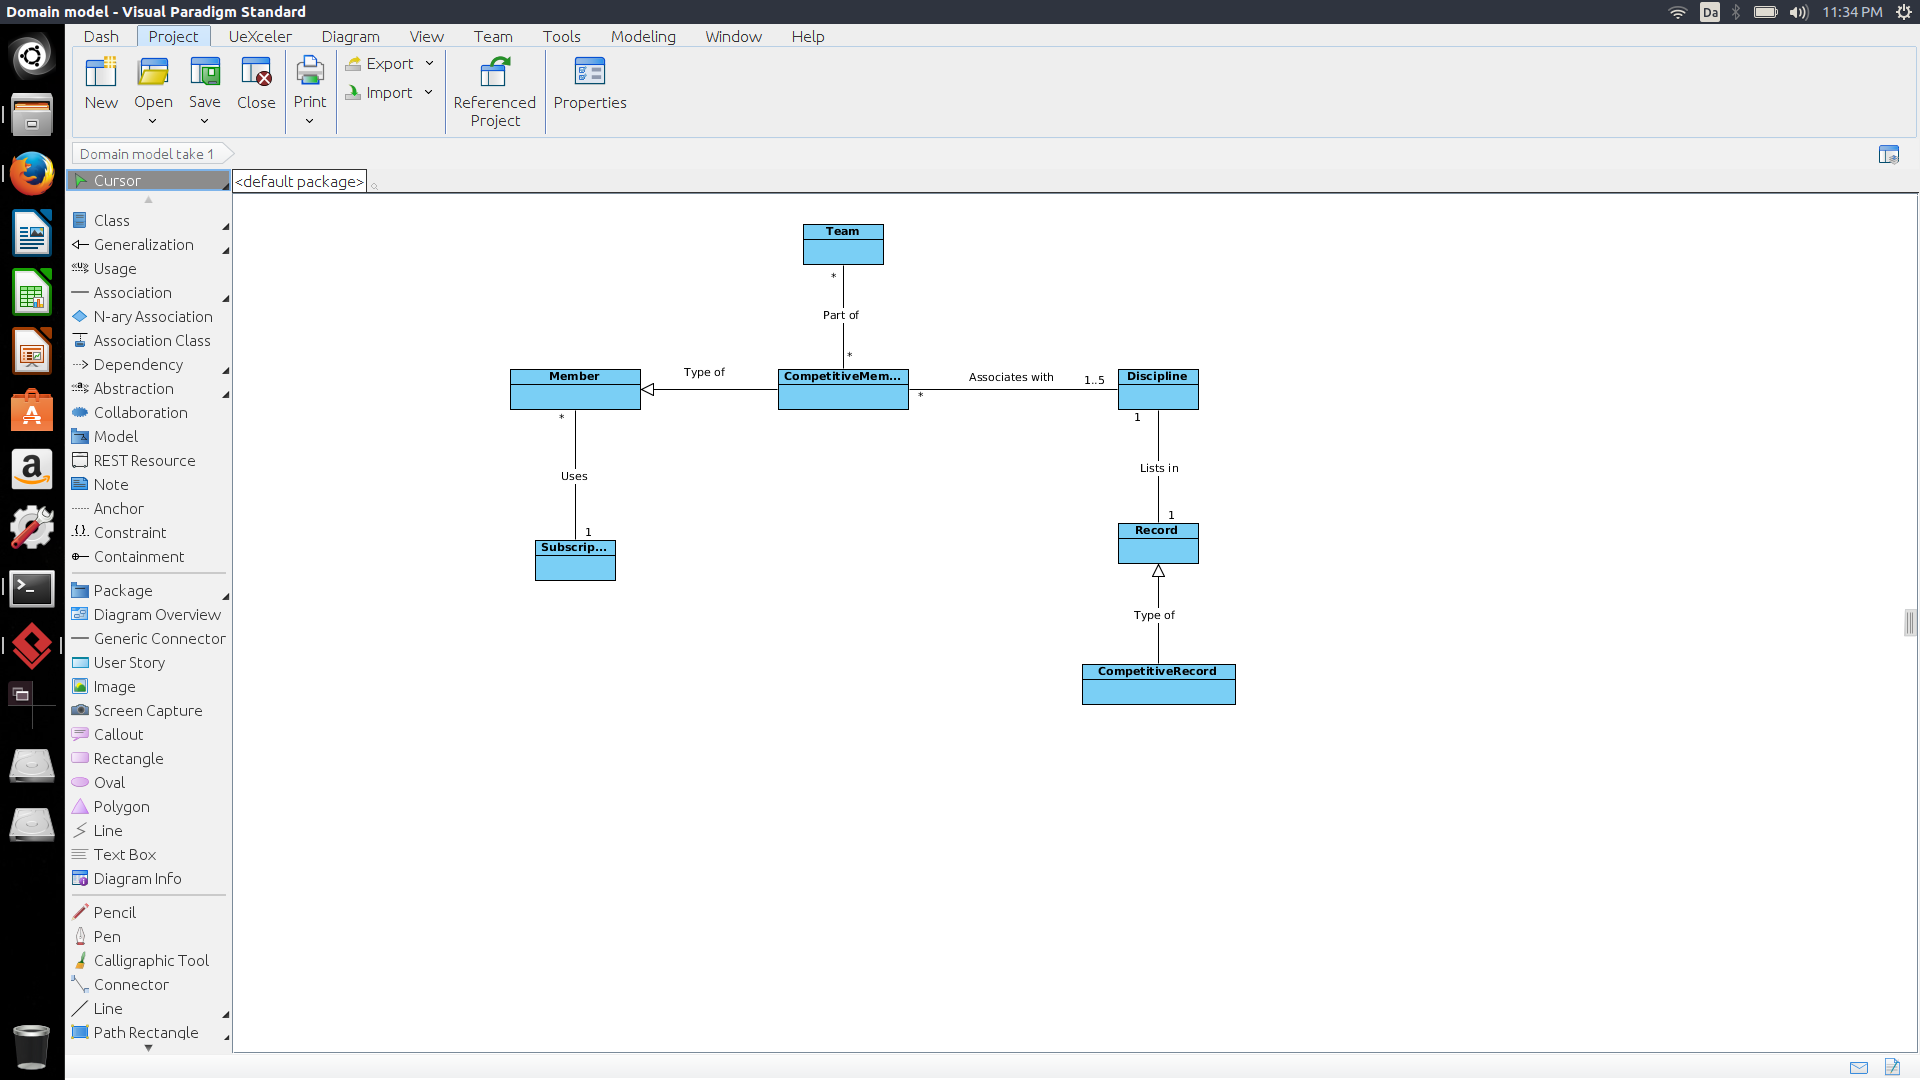 Domain model - Visual Paradigm Standard
Da
11:34 PM
Dash Project UeXceler Diagram View Team Tools Modeling Window Help
New
Open
Save
Close
Print
Export
Import
Referenced
Project
Properties
Domain model take 1
Cursor
<default package>
Class
Generalization
Usage
Association
N-ary Association
Association Class
Dependency
Abstraction
Collaboration
Model
REST Resource
Note
Anchor
Constraint
Containment
Package
Diagram Overview
Generic Connector
User Story
Image
Screen Capture
Callout
Rectangle
Oval
Polygon
Line
Text Box
Diagram Info
Pencil
Pen
Calligraphic Tool
Connector
Line
Path Rectangle
Team
*
Part of
*
Member
Type of
CompetitiveMem...
*
Associates with
1..5
Discipline
*
Uses
1
Subscrip...
1
Lists in
1
Record
Type of
CompetitiveRecord